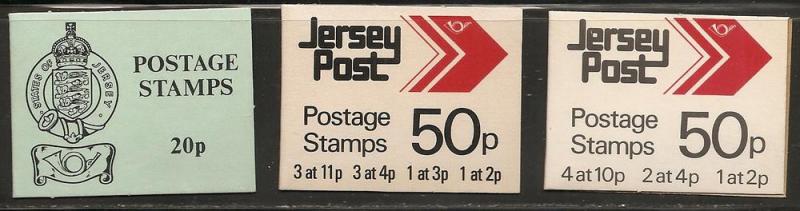 STATES OF JERSEY
POSTAGE
STAMPS
20p
Jersey
Post
Postage
Stamps 50p
3 at 11p 3 at 4p 1 at 3p 1 at 2p
Jersey
Post
Postage
Stamps 50p
4 at 10p 2 at 4p 1 at 2p